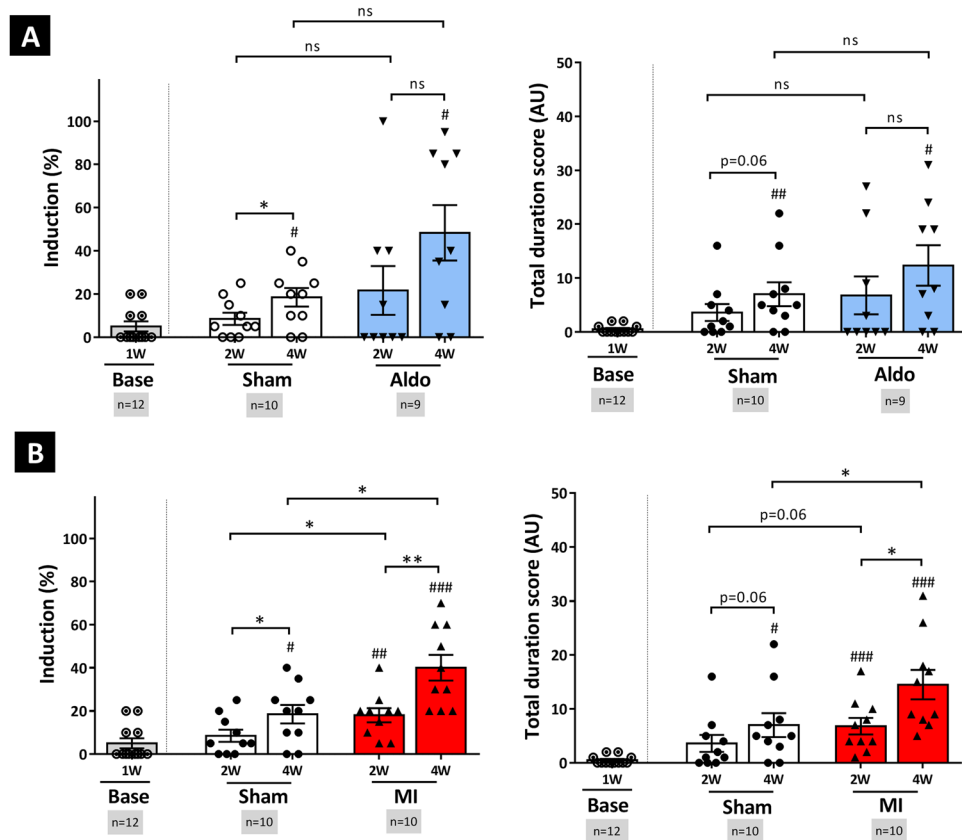 A
ns
ns
ns
#
*
#
Induction (%)
100
80
60
40
20
0
1W
2W
4W
2W
4W
Base
Sham
Aldo
n=12
n=10
n=9
ns
ns
ns
#
p=0.06
##
Total duration score (AU)
50
40
30
20
10
0
1W
2W
4W
2W
4W
Base
Sham
Aldo
n=12
n=10
n=9
B
*
*
**
###
*
#
##
Induction (%)
100
80
60
40
20
0
1W
2W
4W
2W
4W
Base
Sham
MI
n=12
n=10
n=10
*
p=0.06
*
###
p=0.06
#
###
Total duration score (AU)
50
40
30
20
10
0
1W
2W
4W
2W
4W
Base
Sham
MI
n=12
n=10
n=10